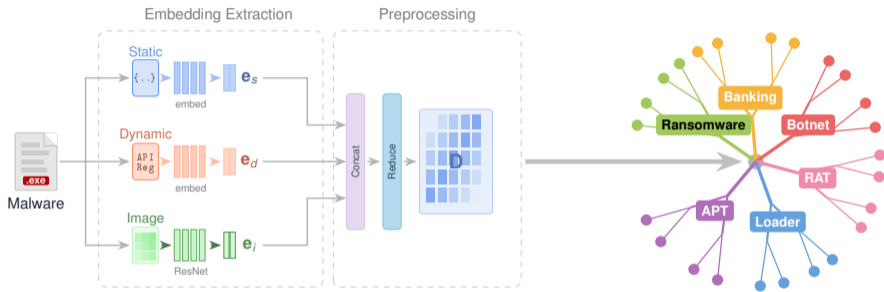 Embedding Extraction
Preprocessing
Static
{..}
embed
e_s
Dynamic
API
Reg
embed
e_d
Image
ResNet
e_i
.exe
Malware
Concat
Reduce
D
Banking
Ransomware
Botnet
RAT
APT
Loader